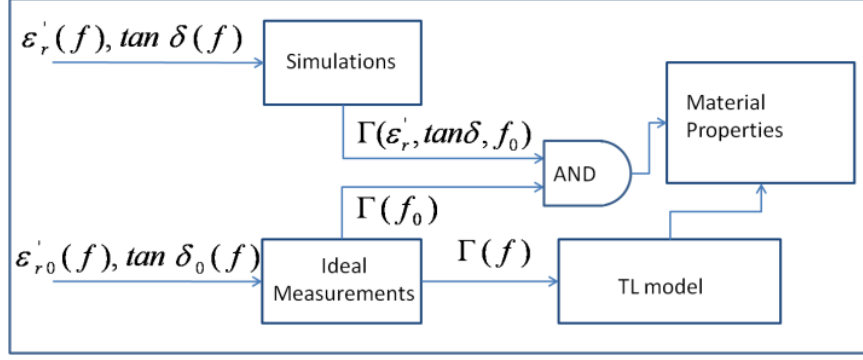 ε'r(f), tan δ(f)
Simulations
Material
Properties
Γ(ε'r, tanδ, f0)
AND
Γ(f0)
ε'r0(f), tan δ0(f)
Ideal
Measurements
Γ(f)
TL model